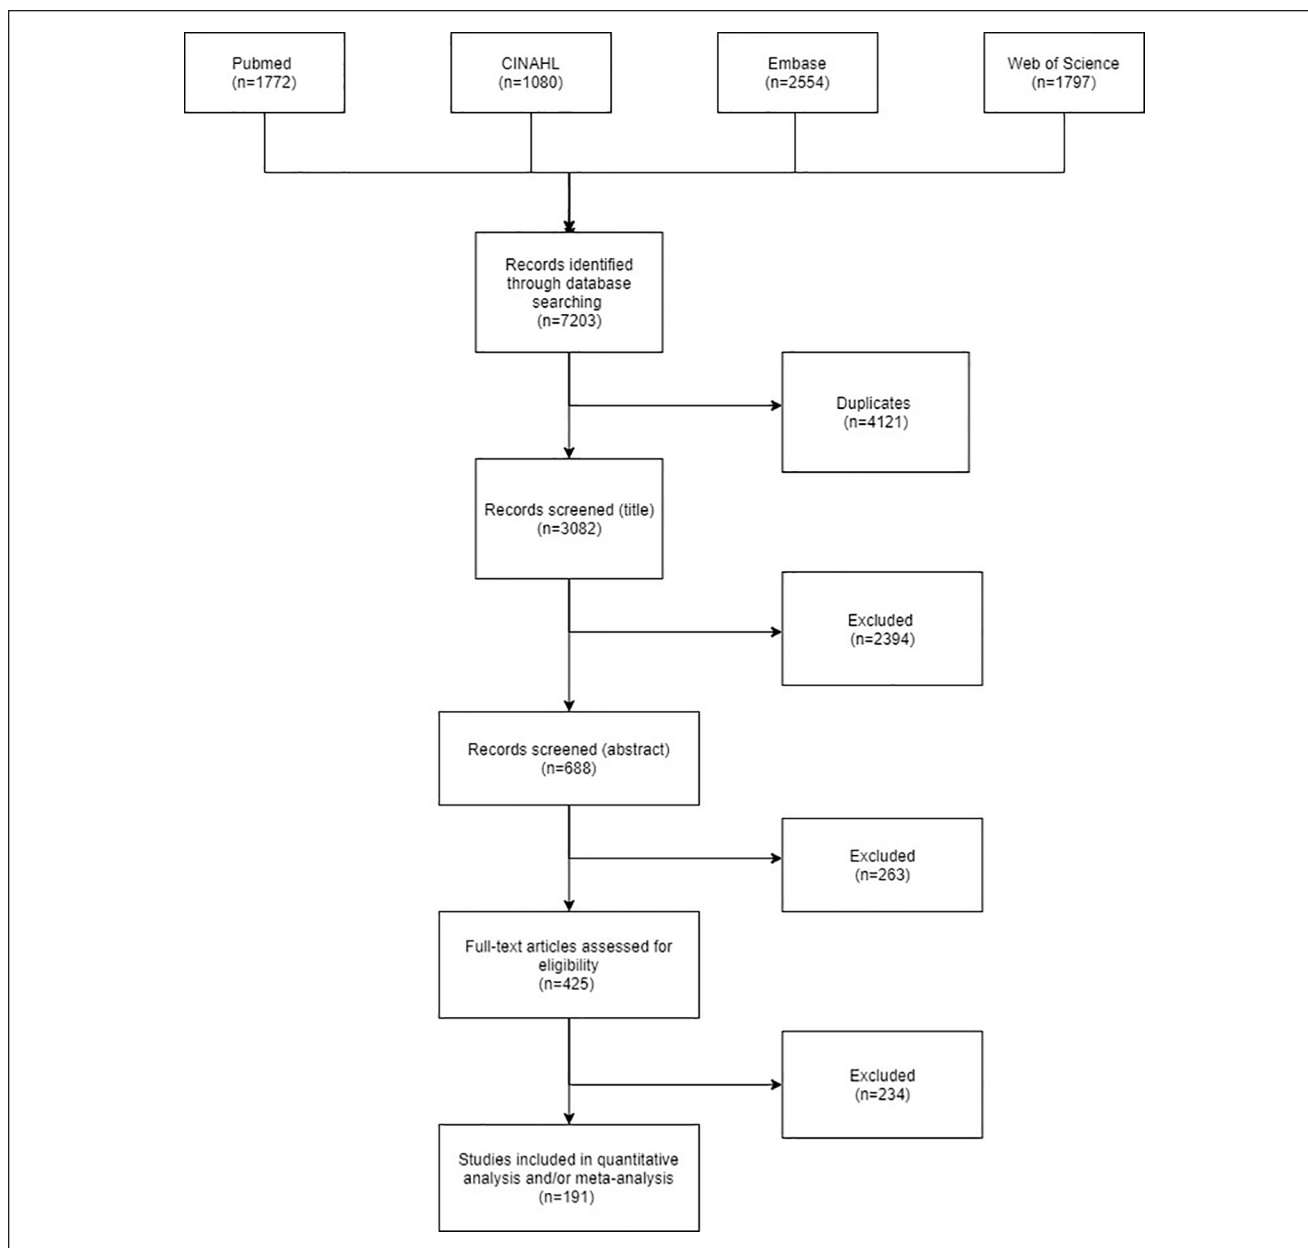 Pubmed
(n=1772)
CINAHL
(n=1080)
Embase
(n=2554)
Web of Science
(n=1797)
Records identified
through database
searching
(n=7203)
Duplicates
(n=4121)
Records screened (title)
(n=3082)
Excluded
(n=2394)
Records screened (abstract)
(n=688)
Excluded
(n=263)
Full-text articles assessed for
eligibility
(n=425)
Excluded
(n=234)
Studies included in quantitative
analysis and/or meta-analysis
(n=191)